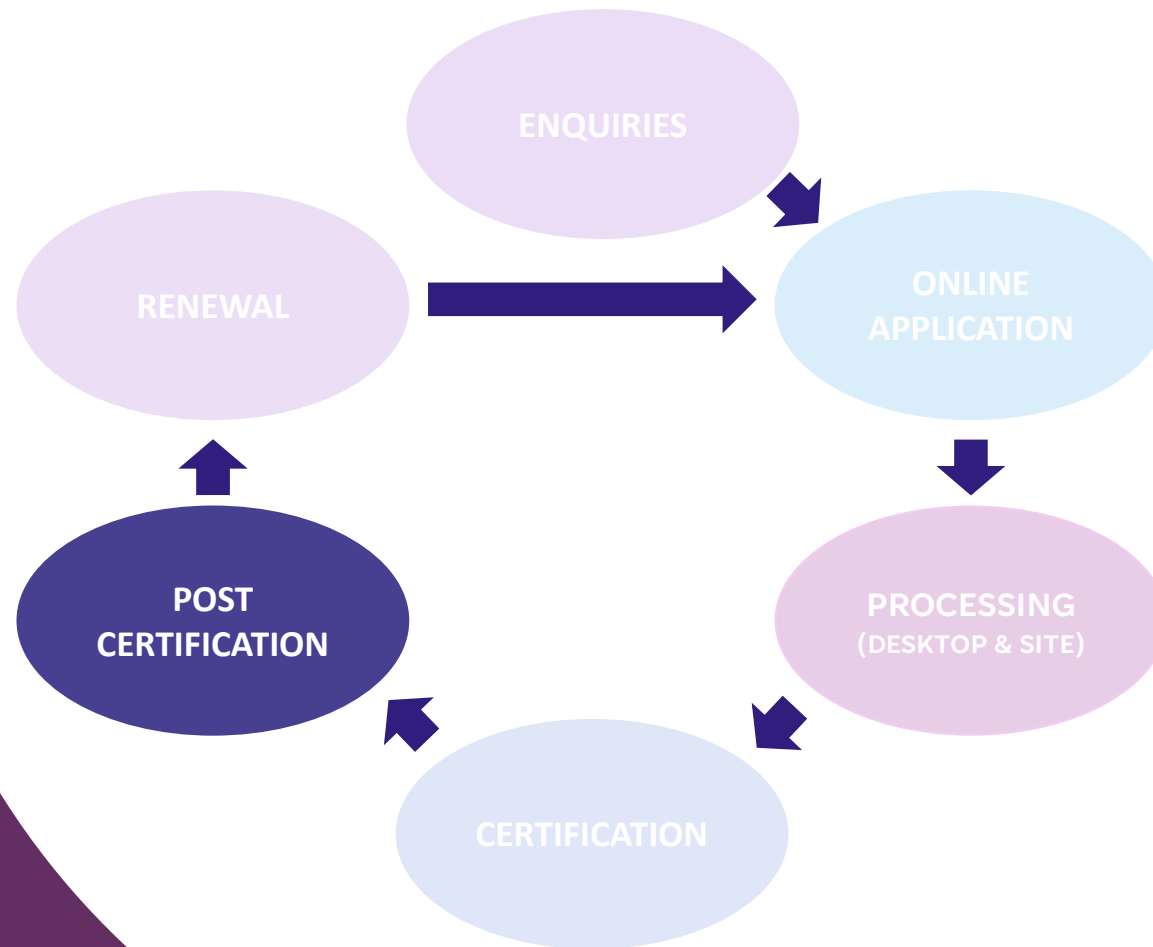 ENQUIRIES
RENEWAL
ONLINE
APPLICATION
POST
CERTIFICATION
PROCESSING
(DESKTOP & SITE)
CERTIFICATION